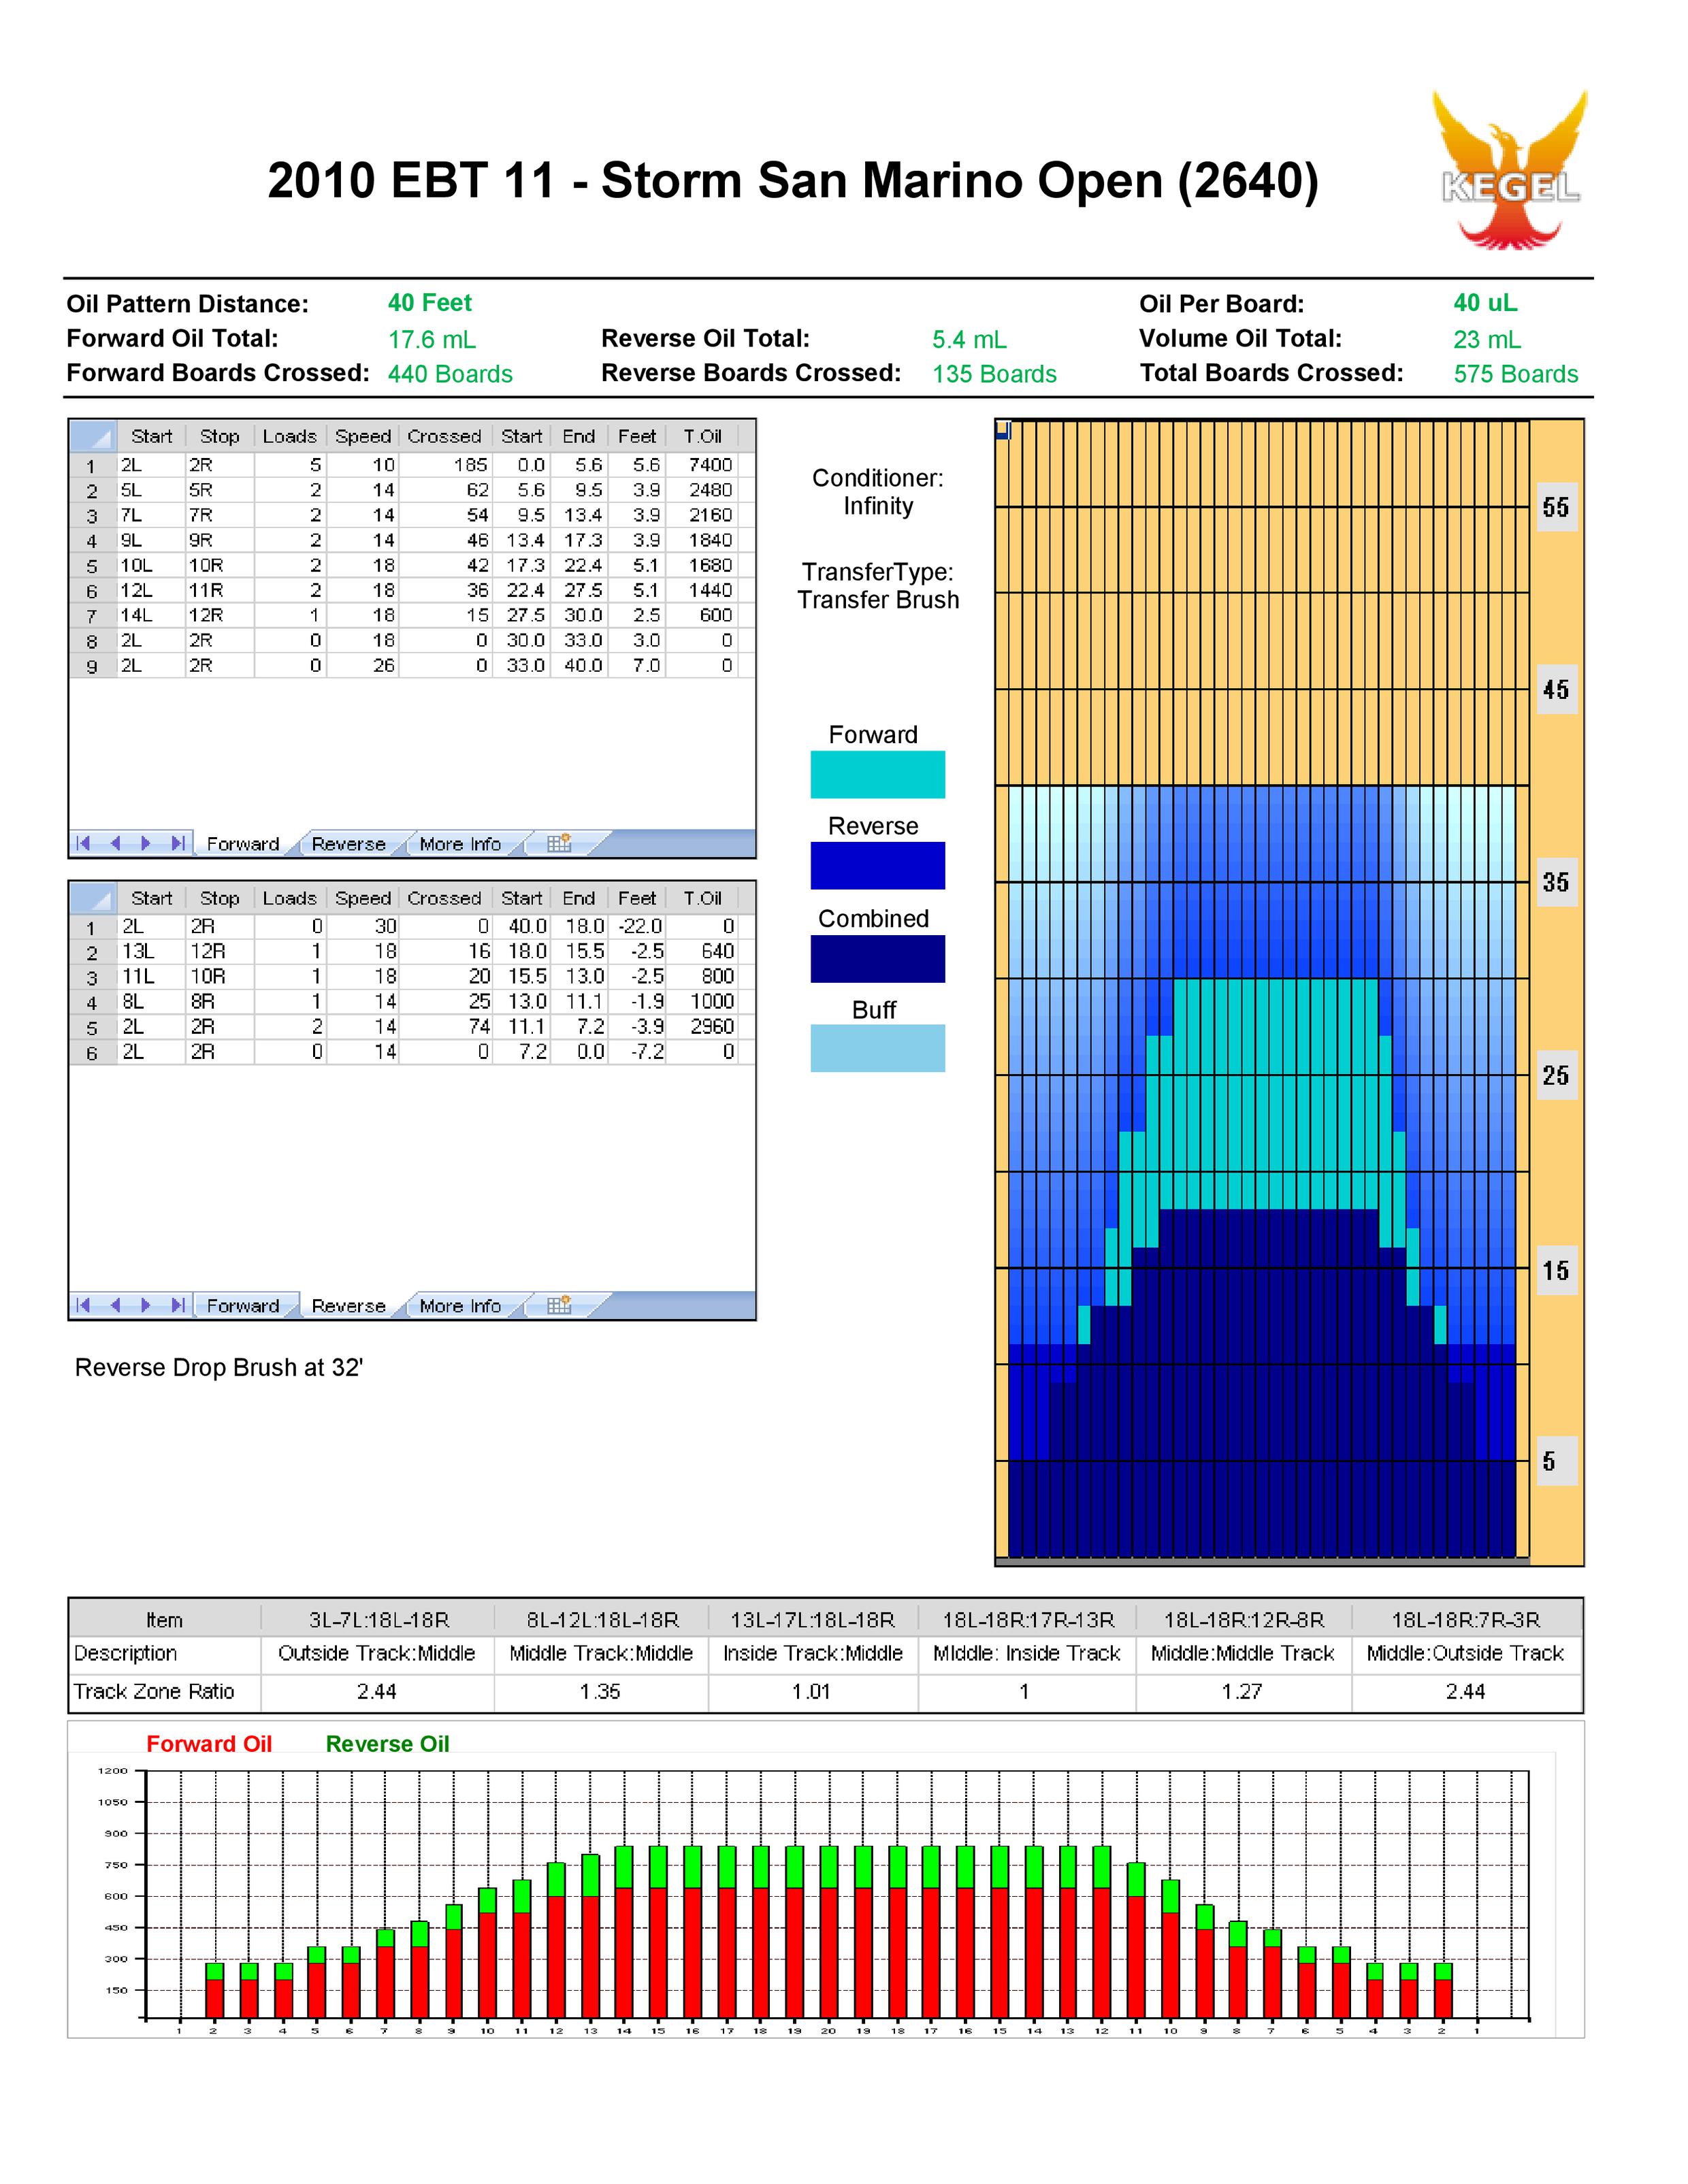 2010 EBT 11 - Storm San Marino Open (2640)
KEGEL
Oil Pattern Distance: 40 Feet Oil Per Board: 40 uL
Forward Oil Total: 17.6 mL Reverse Oil Total: 5.4 mL Volume Oil Total: 23 mL
Forward Boards Crossed: 440 Boards Reverse Boards Crossed: 135 Boards Total Boards Crossed: 575 Boards
Start Stop Loads Speed Crossed Start End Feet T.Oil
1 2L 2R 5 10 185 0.0 5.6 5.6 7400
2 5L 5R 2 14 62 5.6 9.5 3.9 2480
3 7L 7R 2 14 54 9.5 13.4 3.9 2160
4 9L 9R 2 14 46 13.4 17.3 3.9 1840
5 10L 10R 2 18 42 17.3 22.4 5.1 1680
6 12L 11R 2 18 36 22.4 27.5 5.1 1440
7 14L 12R 1 18 15 27.5 30.0 2.5 600
8 2L 2R 0 18 0 30.0 33.0 3.0 0
9 2L 2R 0 26 0 33.0 40.0 7.0 0
Forward Reverse More Info
Start Stop Loads Speed Crossed Start End Feet T.Oil
1 2L 2R 0 30 0 40.0 18.0 -22.0 0
2 13L 12R 1 18 16 18.0 15.5 -2.5 640
3 11L 10R 1 18 20 15.5 13.0 -2.5 800
4 8L 8R 1 14 25 13.0 11.1 -1.9 1000
5 2L 2R 2 14 74 11.1 7.2 -3.9 2960
6 2L 2R 0 14 0 7.2 0.0 -7.2 0
Forward Reverse More Info
Reverse Drop Brush at 32'
Conditioner:
Infinity
TransferType:
Transfer Brush
Forward
Reverse
Combined
Buff
55
45
35
25
15
5
Item 3L-7L:18L-18R 8L-12L:18L-18R 13L-17L:18L-18R 18L-18R:17R-13R 18L-18R:12R-8R 18L-18R:7R-3R
Description Outside Track:Middle Middle Track:Middle Inside Track:Middle MIddle: Inside Track Middle:Middle Track Middle:Outside Track
Track Zone Ratio 2.44 1.35 1.01 1 1.27 2.44
Forward Oil Reverse Oil
1200
1050
900
750
600
450
300
150
1 2 3 4 5 6 7 8 9 10 11 12 13 14 15 16 17 18 19 20 19 18 17 16 15 14 13 12 11 10 9 8 7 6 5 4 3 2 1